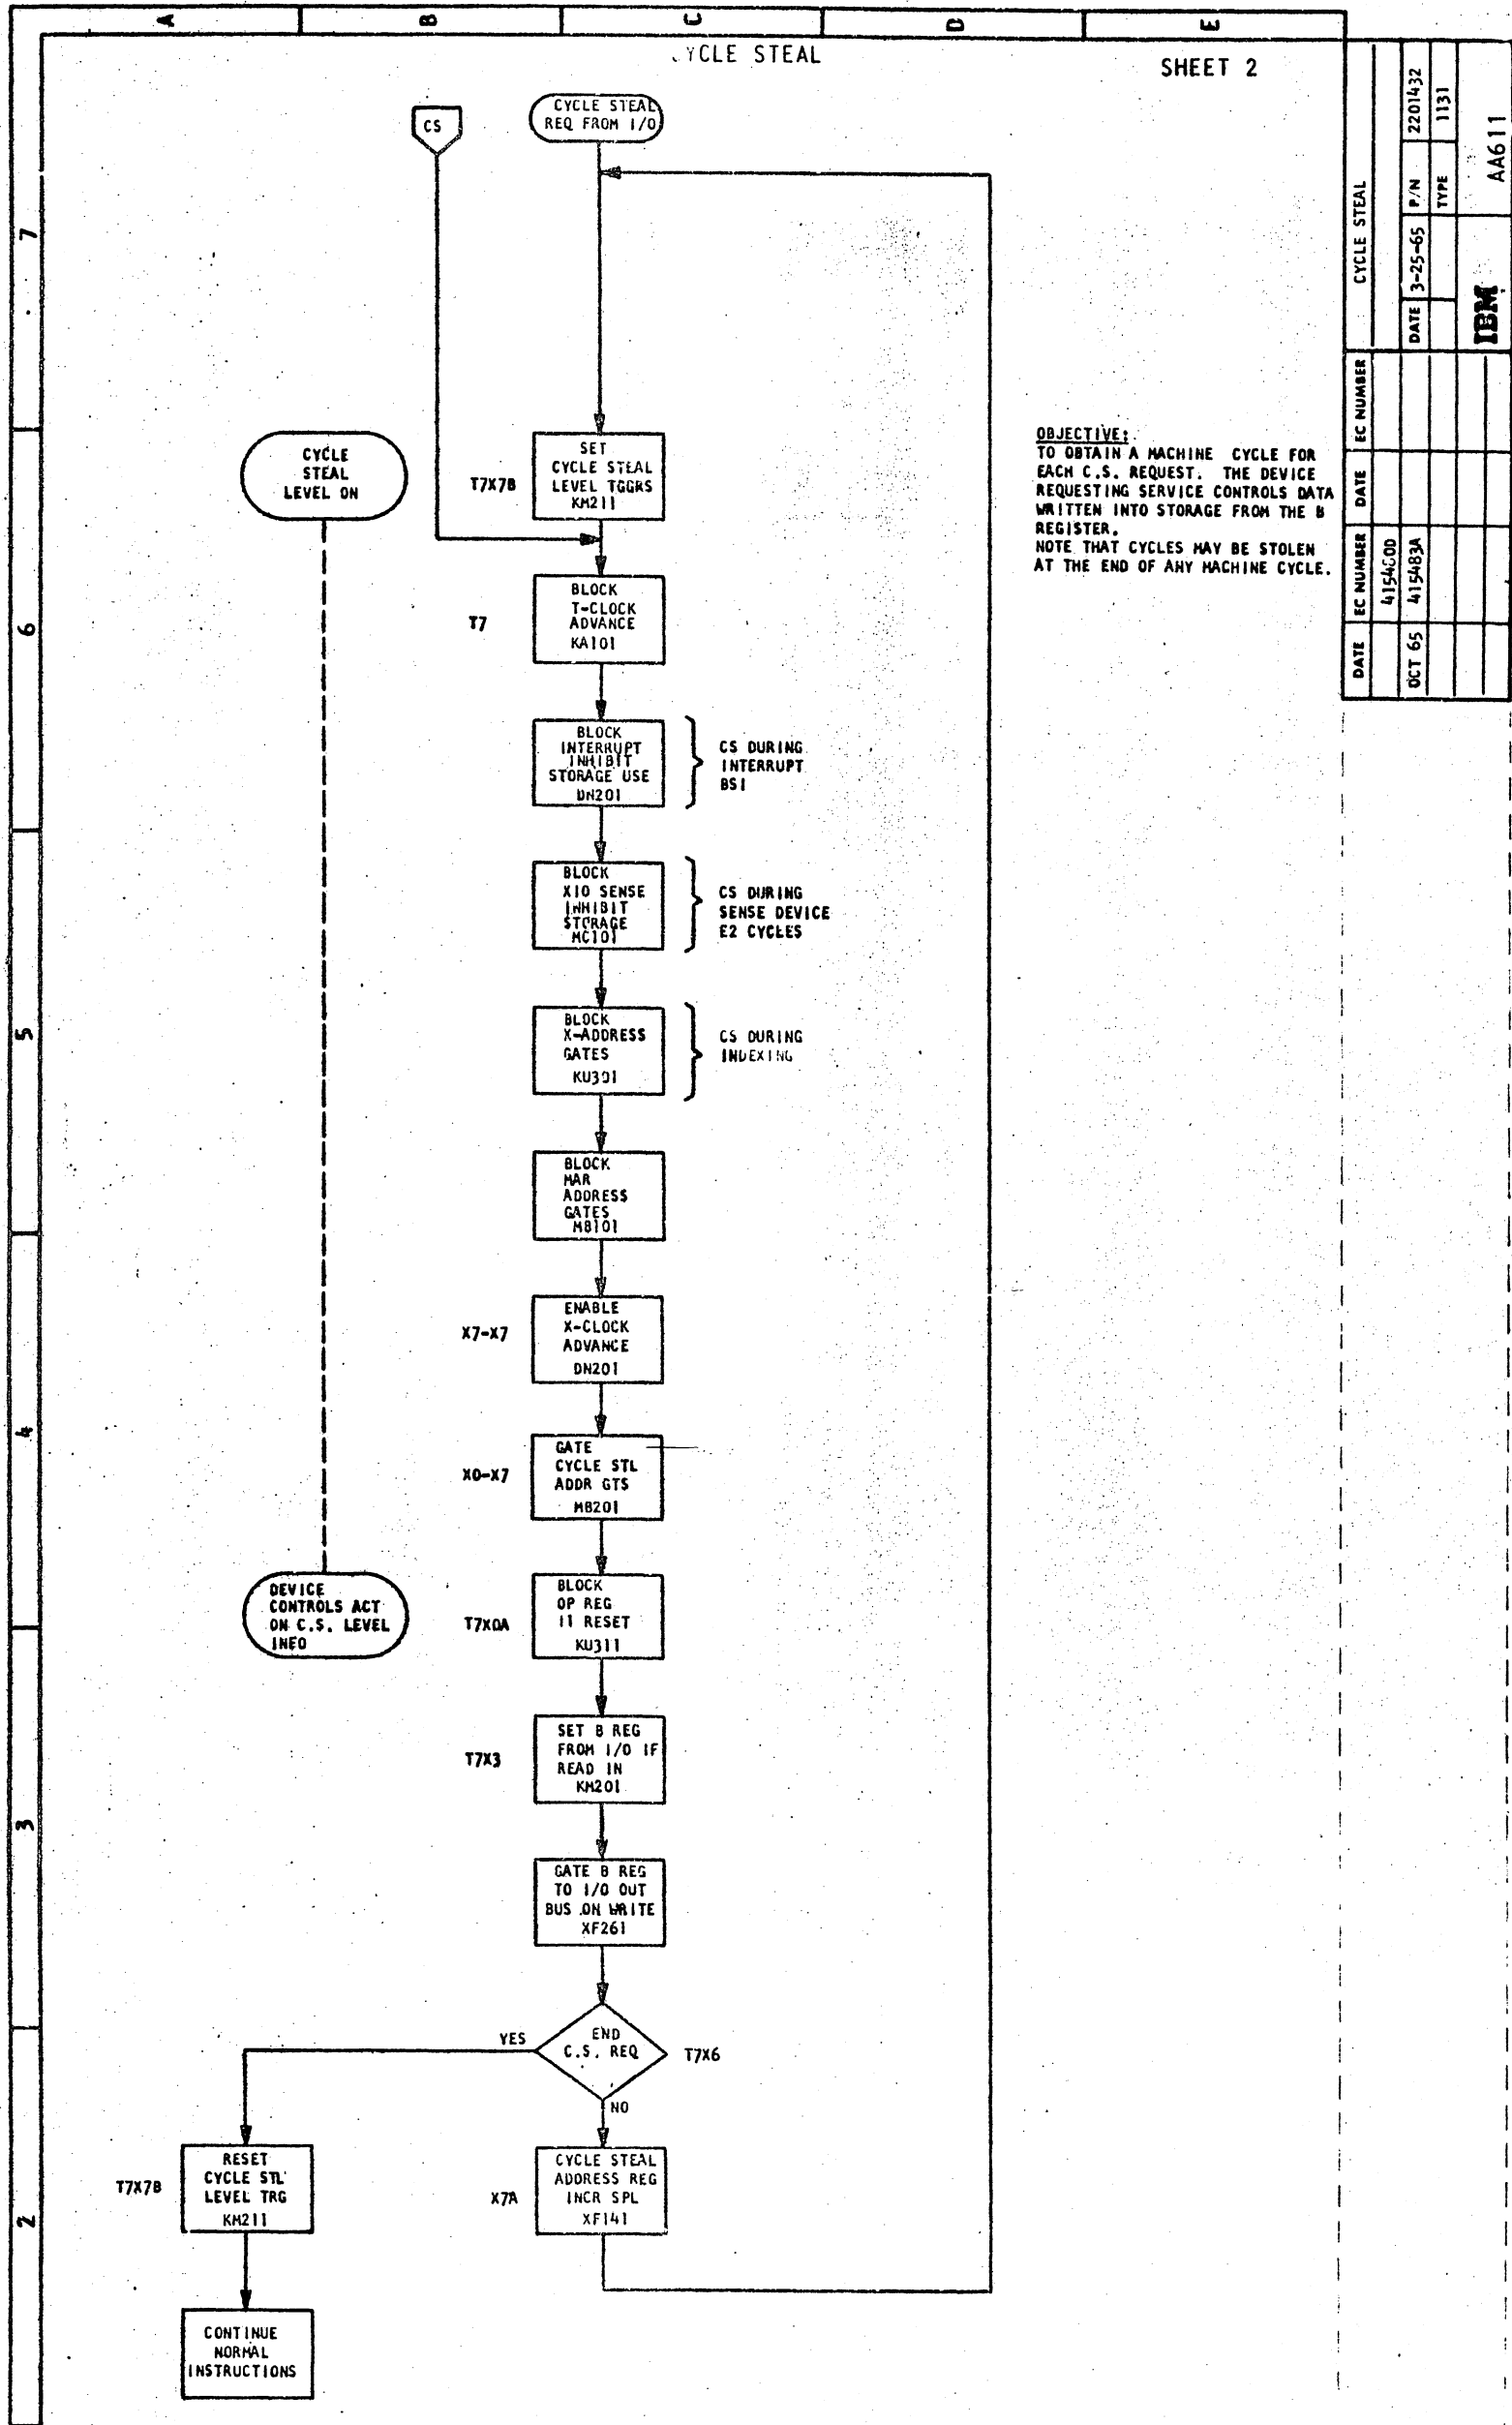 A
B
C
D
E
YCLE STEAL
SHEET 2
CS
CYCLE STEAL
REQ FROM I/O
7
CYCLE
STEAL
LEVEL ON
T7X7B
SET
CYCLE STEAL
LEVEL TGGRS
KM211
OBJECTIVE:
TO OBTAIN A MACHINE CYCLE FOR
EACH C.S. REQUEST. THE DEVICE
REQUESTING SERVICE CONTROLS DATA
WRITTEN INTO STORAGE FROM THE B
REGISTER.
NOTE THAT CYCLES MAY BE STOLEN
AT THE END OF ANY MACHINE CYCLE.
6
T7
BLOCK
T-CLOCK
ADVANCE
KA101
BLOCK
INTERRUPT
INHIBIT
STORAGE USE
DN201
CS DURING
INTERRUPT
BSI
BLOCK
XIO SENSE
INHIBIT
STORAGE
MC101
CS DURING
SENSE DEVICE
E2 CYCLES
5
BLOCK
X-ADDRESS
GATES
KU301
CS DURING
INDEXING
BLOCK
MAR
ADDRESS
GATES
MB101
X7-X7
ENABLE
X-CLOCK
ADVANCE
DN201
4
X0-X7
GATE
CYCLE STL
ADDR GTS
MB201
DEVICE
CONTROLS ACT
ON C.S. LEVEL
INFO
T7X0A
BLOCK
OP REG
I1 RESET
KU311
T7X3
SET B REG
FROM I/O IF
READ IN
KM201
3
GATE B REG
TO I/O OUT
BUS ON WRITE
XF261
YES
END
C.S. REQ
T7X6
NO
T7X7B
RESET
CYCLE STL
LEVEL TRG
KM211
X7A
CYCLE STEAL
ADDRESS REG
INCR SPL
XF141
2
CONTINUE
NORMAL
INSTRUCTIONS
CYCLE STEAL
DATE 3-25-65 P/N 2201432
TYPE 1131
IBM AA611
DATE EC NUMBER DATE EC NUMBER
OCT 65 415483A